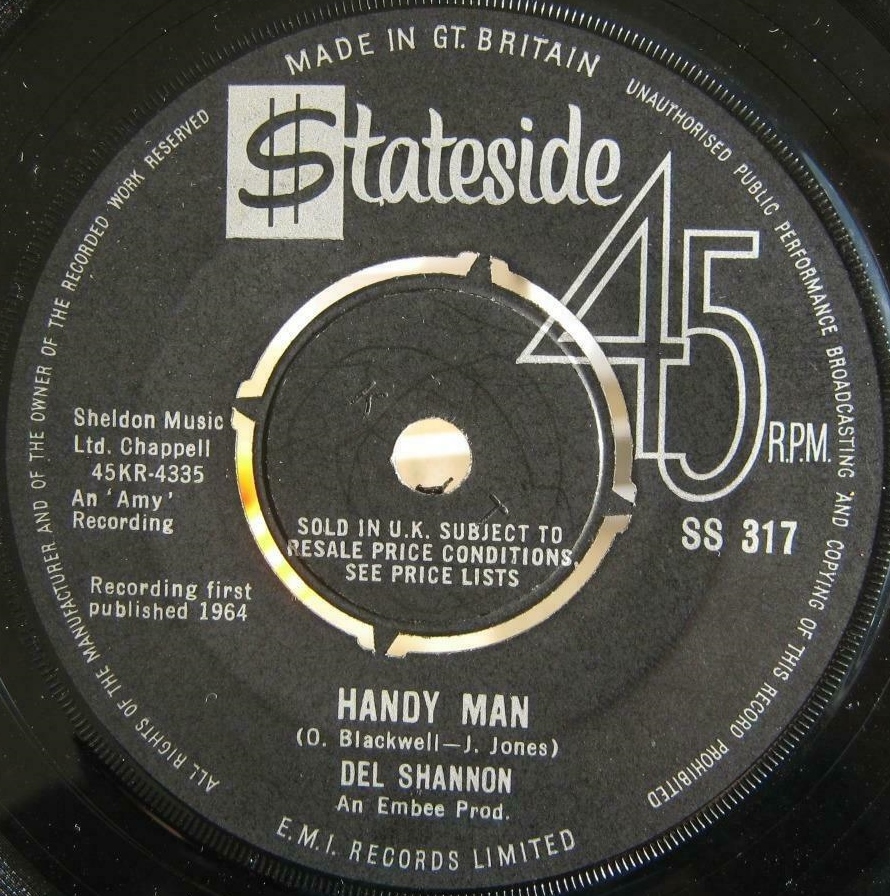 MADE IN GT. BRITAIN
UNAUTHORISED PUBLIC PERFORMANCE BROADCASTING AND COPYING OF THIS RECORD PROHIBITED
ALL RIGHTS OF THE MANUFACTURER AND OF THE OWNER OF THE RECORDED WORK RESERVED
$tateside
45 R.P.M.
Sheldon Music
Ltd. Chappell
45KR-4335
An 'Amy'
Recording
SS 317
SOLD IN U.K. SUBJECT TO
RESALE PRICE CONDITIONS,
SEE PRICE LISTS
Recording first
published 1964
HANDY MAN
(O. Blackwell—J. Jones)
DEL SHANNON
An Embee Prod.
E.M.I. RECORDS LIMITED